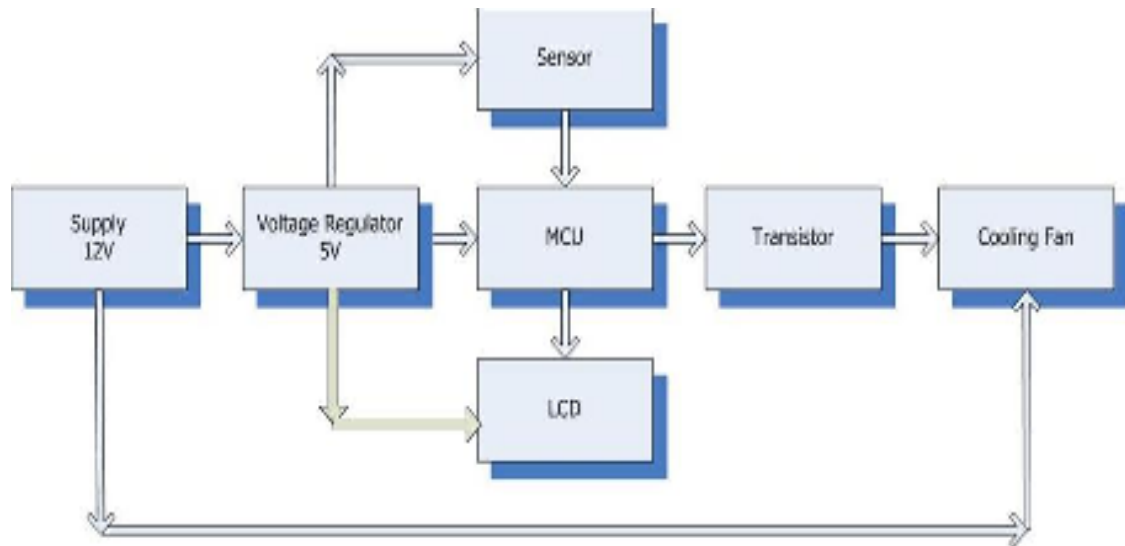 Sensor
Supply
12V
Voltage Regulator
5V
MCU
Transistor
Cooling Fan
LCD